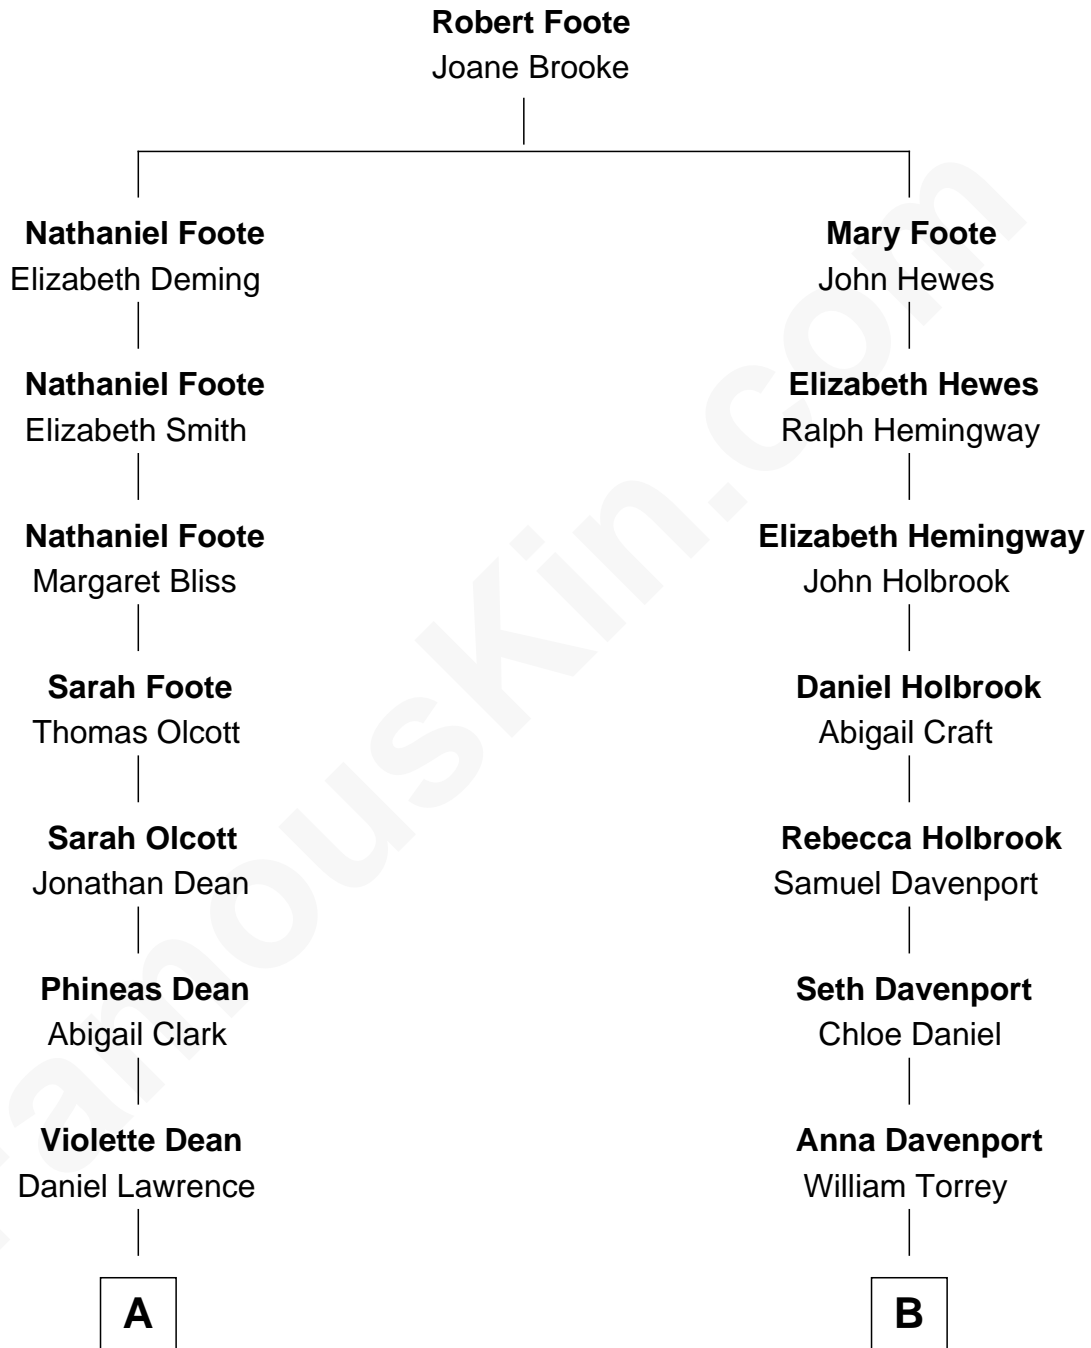 Robert Foote
Joane Brooke
Nathaniel Foote
Elizabeth Deming
Mary Foote
John Hewes
Nathaniel Foote
Elizabeth Smith
Elizabeth Hewes
Ralph Hemingway
Nathaniel Foote
Margaret Bliss
Elizabeth Hemingway
John Holbrook
Sarah Foote
Thomas Olcott
Daniel Holbrook
Abigail Craft
Sarah Olcott
Jonathan Dean
Rebecca Holbrook
Samuel Davenport
Phineas Dean
Abigail Clark
Seth Davenport
Chloe Daniel
Violette Dean
Daniel Lawrence
Anna Davenport
William Torrey
A
B
FamousKin.com